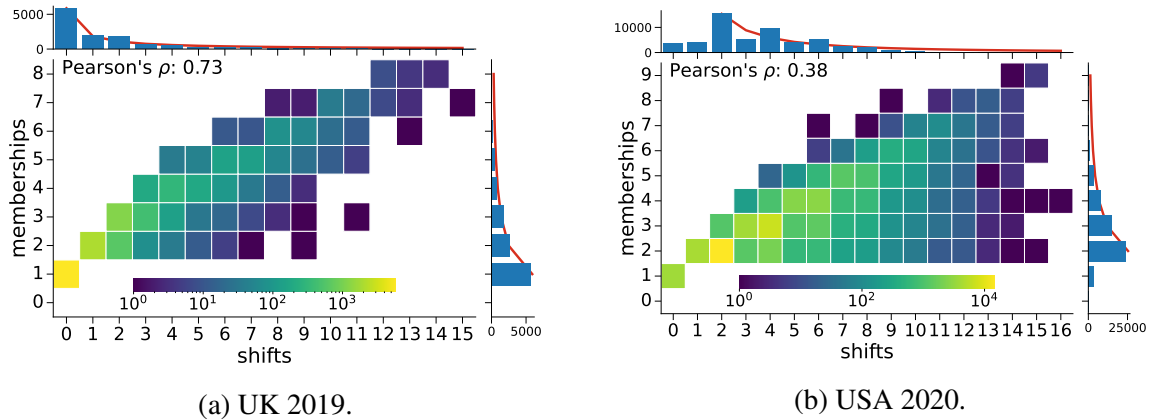 5000
0
Pearson's ρ: 0.73
8
7
6
5
4
3
2
1
0
memberships
10⁰ 10¹ 10² 10³
0 1 2 3 4 5 6 7 8 9 10 11 12 13 14 15
shifts
0 5000
(a) UK 2019.
10000
0
Pearson's ρ: 0.38
9
8
7
6
5
4
3
2
1
0
memberships
10⁰ 10² 10⁴
0 1 2 3 4 5 6 7 8 9 10 11 12 13 14 15 16
shifts
0 25000
(b) USA 2020.